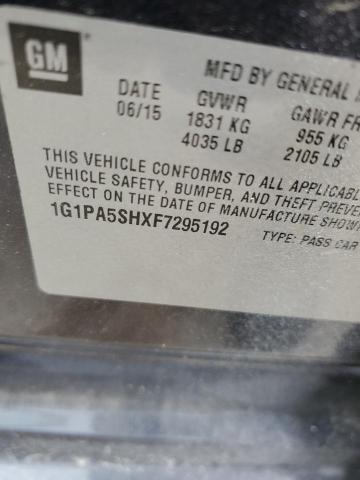 GM
MFD BY GENERAL
DATE GVWR GAWR FR
06/15 1831 KG 955 KG
4035 LB 2105 LB
THIS VEHICLE CONFORMS TO ALL APPLICABL
VEHICLE SAFETY, BUMPER, AND THEFT PREVE
EFFECT ON THE DATE OF MANUFACTURE SHOW
1G1PA5SHXF7295192
TYPE: PASS CAR